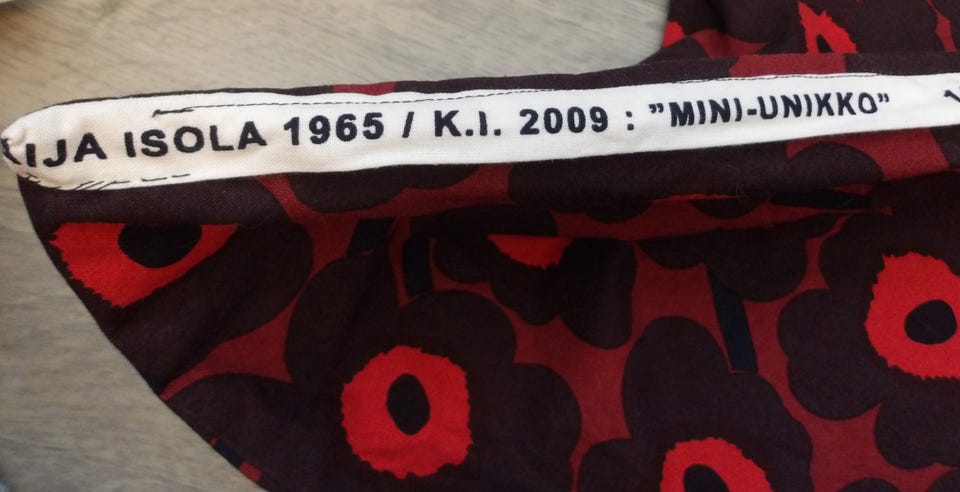 IJA ISOLA 1965 / K.I. 2009 : ”MINI-UNIKKO”